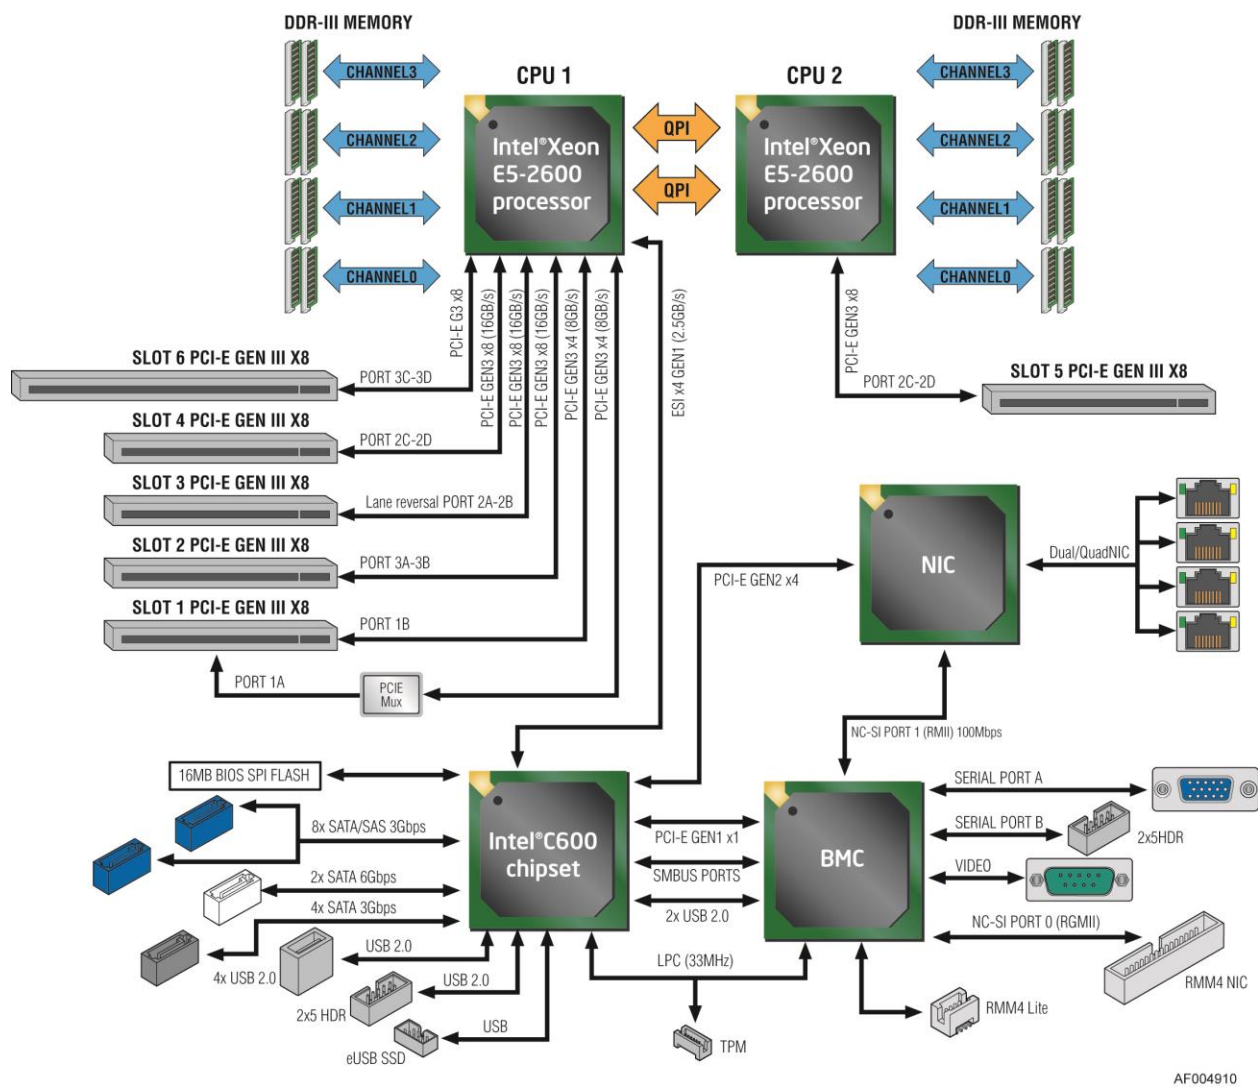 DDR-III MEMORY
DDR-III MEMORY
CPU 1
CPU 2
CHANNEL3
CHANNEL2
CHANNEL1
CHANNEL0
Intel®Xeon
E5-2600
processor
QPI
QPI
Intel®Xeon
E5-2600
processor
CHANNEL3
CHANNEL2
CHANNEL1
CHANNEL0
PCI-E G3 x8
PCI-E GEN3 x8 (16GB/s)
PCI-E GEN3 x8 (16GB/s)
PCI-E GEN3 x8 (16GB/s)
PCI-E GEN3 x4 (8GB/s)
PCI-E GEN3 x4 (8GB/s)
ESI x4 GEN1 (2.5GB/s)
PCI-E GEN3 x8
SLOT 6 PCI-E GEN III X8
PORT 3C-3D
SLOT 4 PCI-E GEN III X8
PORT 2C-2D
SLOT 3 PCI-E GEN III X8
Lane reversal PORT 2A-2B
SLOT 2 PCI-E GEN III X8
PORT 3A-3B
SLOT 1 PCI-E GEN III X8
PORT 1B
PORT 1A
PCIE
Mux
PORT 2C-2D
SLOT 5 PCI-E GEN III X8
PCI-E GEN2 x4
NIC
Dual/QuadNIC
NC-SI PORT 1 (RMII) 100Mbps
16MB BIOS SPI FLASH
8x SATA/SAS 3Gbps
2x SATA 6Gbps
4x SATA 3Gbps
USB 2.0
4x USB 2.0
USB 2.0
2x5 HDR
USB
eUSB SSD
Intel®C600
chipset
PCI-E GEN1 x1
SMBUS PORTS
2x USB 2.0
LPC (33MHz)
TPM
BMC
SERIAL PORT A
SERIAL PORT B
2x5HDR
VIDEO
NC-SI PORT 0 (RGMII)
RMM4 NIC
RMM4 Lite
AF004910